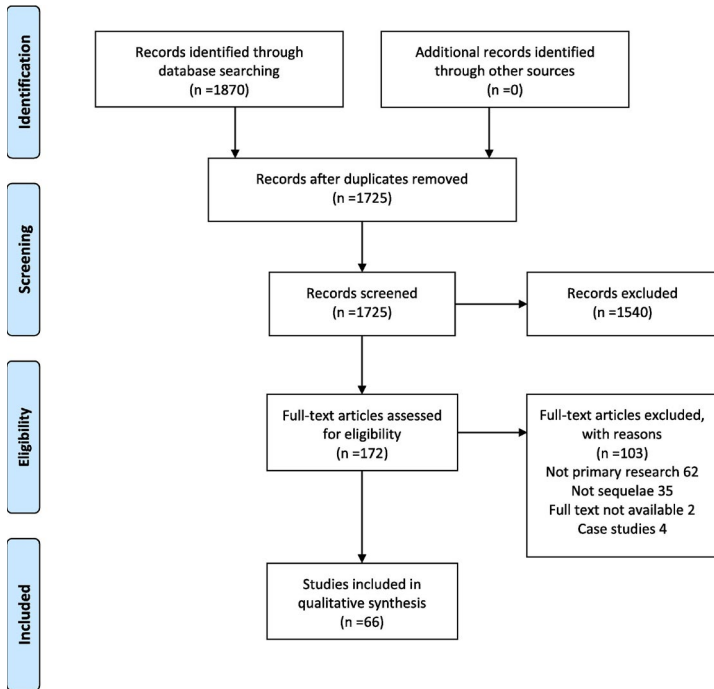 Identification
Records identified through
database searching
(n =1870)
Additional records identified
through other sources
(n =0)
Records after duplicates removed
(n =1725)
Screening
Records screened
(n =1725)
Records excluded
(n =1540)
Eligibility
Full-text articles assessed
for eligibility
(n =172)
Full-text articles excluded,
with reasons
(n =103)
Not primary research 62
Not sequelae 35
Full text not available 2
Case studies 4
Included
Studies included in
qualitative synthesis
(n =66)